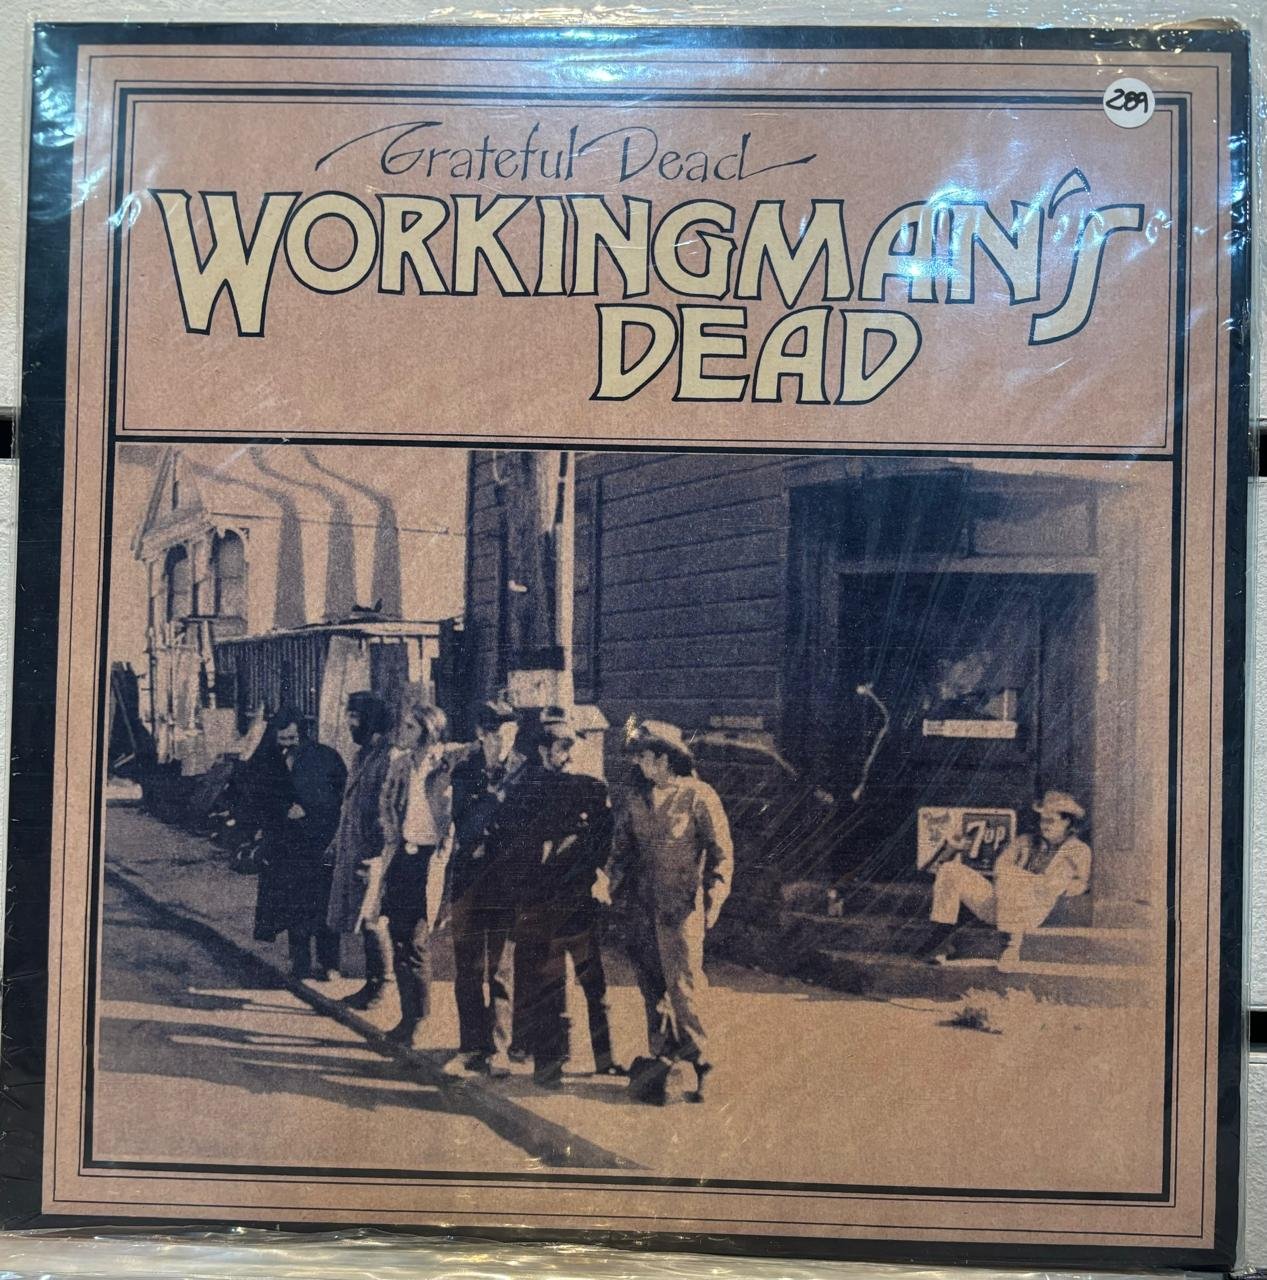 289
Grateful Dead
WORKINGMAN'S
DEAD
7up